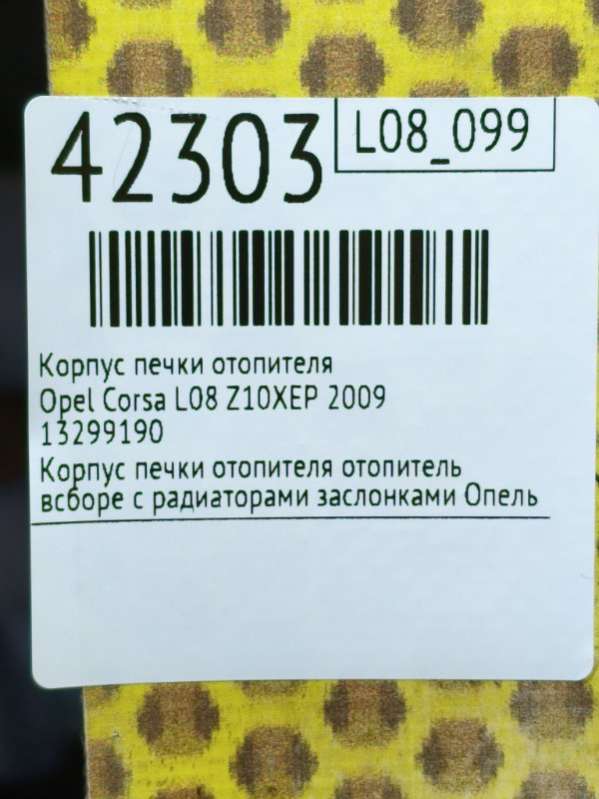 42303
L08_099
Корпус печки отопителя
Opel Corsa L08 Z10XEP 2009
13299190
Корпус печки отопителя отопитель
всборе с радиаторами заслонками Опель